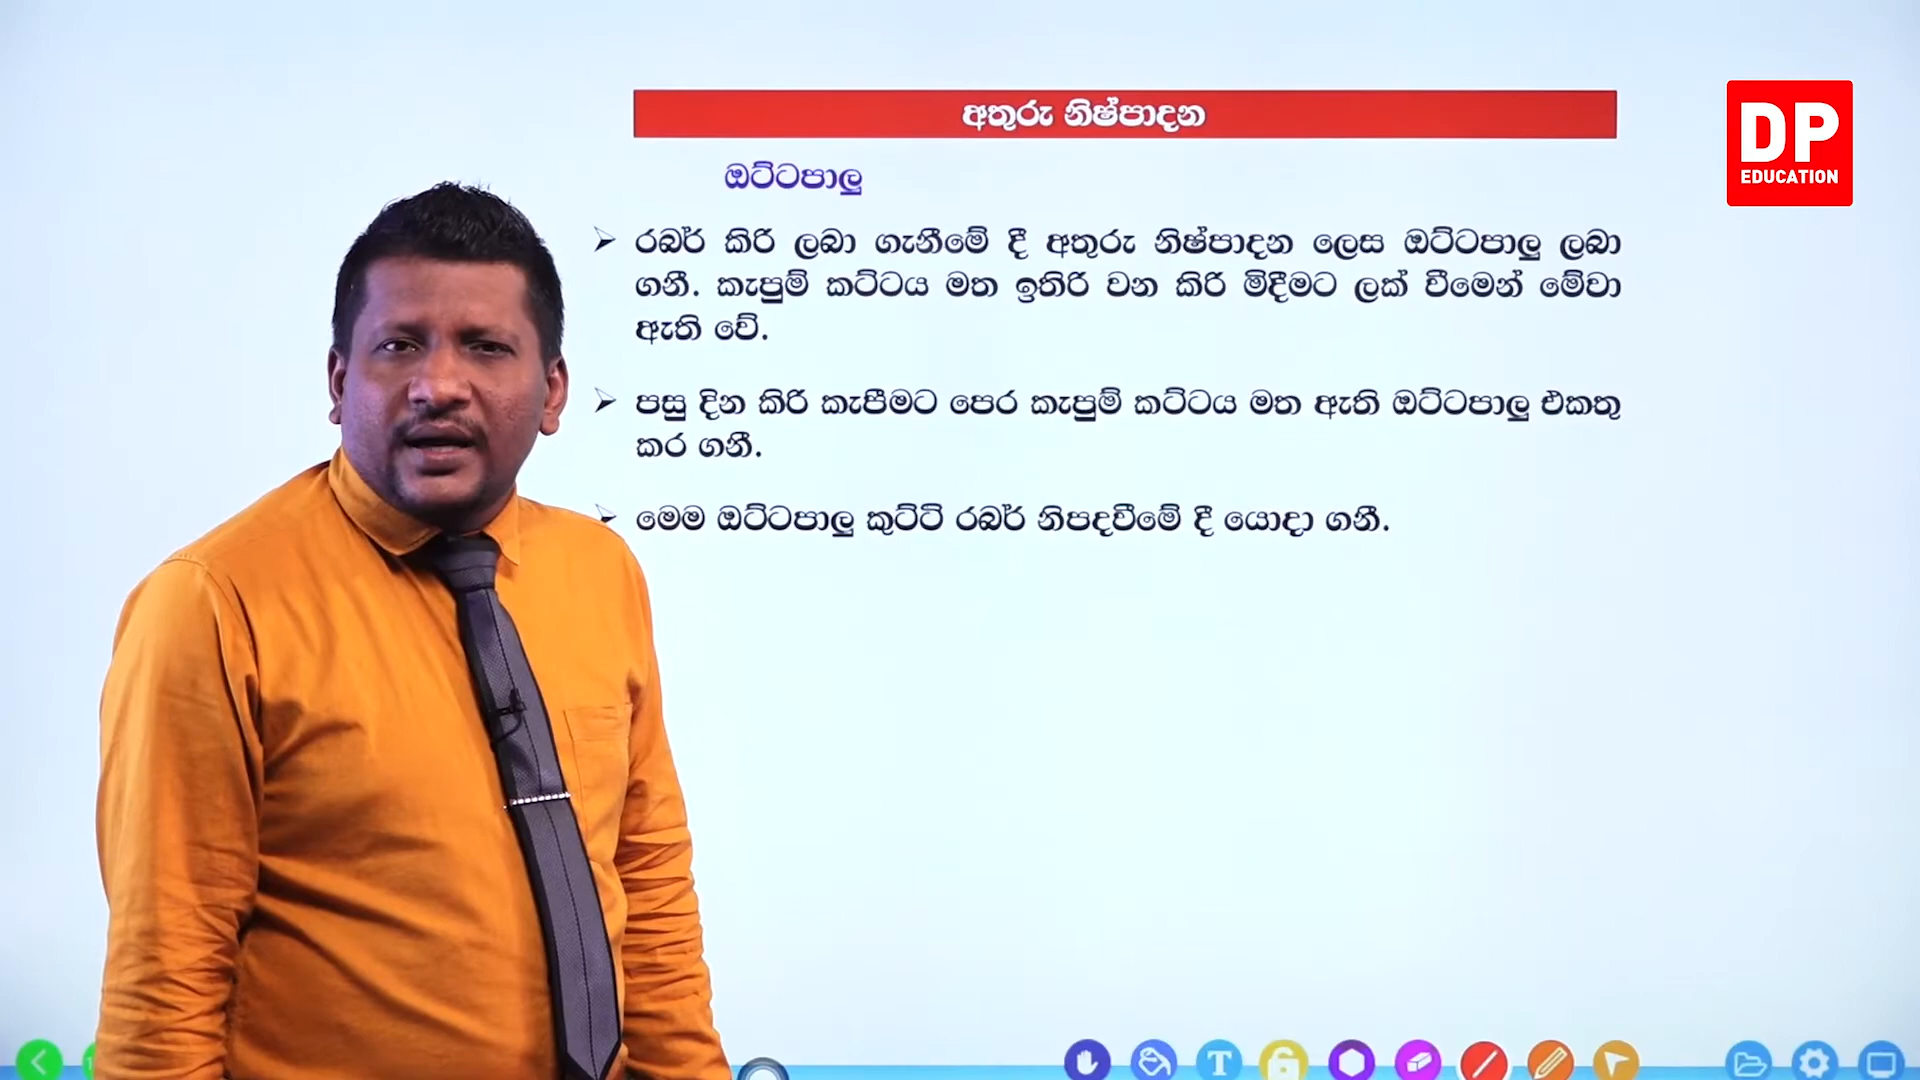 අතුරු නිෂ්පාදන
DP
EDUCATION
ඔට්ටපාලු
රබර් කිරි ලබා ගැනීමේ දී අතුරු නිෂ්පාදන ලෙස ඔට්ටපාලු ලබා
ගනී. කැපුම් කට්ටය මත ඉතිරි වන කිරි මිදීමට ලක් වීමෙන් මේවා
ඇති වේ.
පසු දින කිරි කැපීමට පෙර කැපුම් කට්ටය මත ඇති ඔට්ටපාලු එකතු
කර ගනී.
මෙම ඔට්ටපාලු කුට්ටි රබර් නිපදවීමේ දී යොදා ගනී.
T